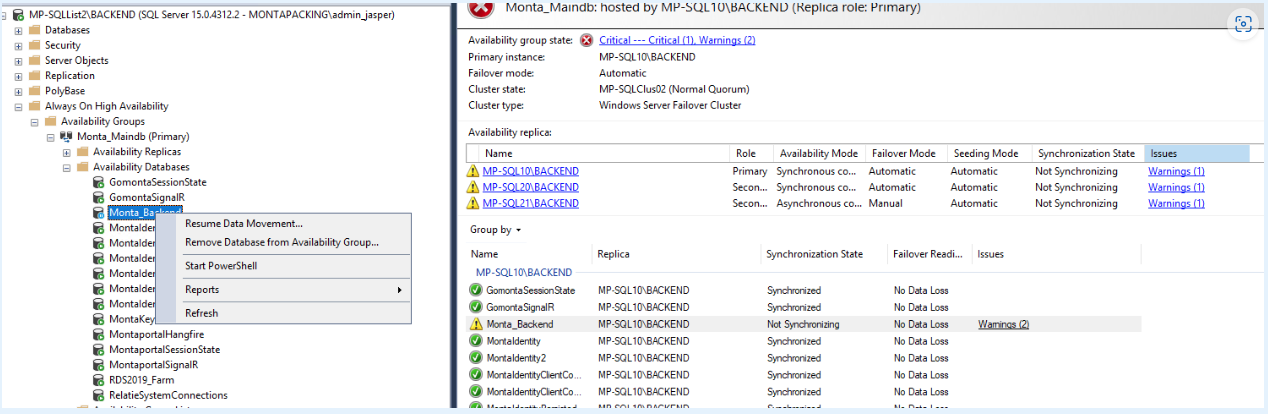 MP-SQLList2\BACKEND (SQL Server 15.0.4312.2 - MONTAPACKING\admin_jasper)
Databases
Security
Server Objects
Replication
PolyBase
Always On High Availability
Availability Groups
Monta_Maindb (Primary)
Availability Replicas
Availability Databases
GomontaSessionState
GomontaSignalR
Monta_Backend
MontaIder
MontaIder
MontaIder
MontaIder
MontaIder
MontaIder
MontaKey
MontaportalHangfire
MontaportalSessionState
MontaportalSignalR
RDS2019_Farm
RelatieSystemConnections
Resume Data Movement...
Remove Database from Availability Group...
Start PowerShell
Reports
Refresh
Monta_Maindb: hosted by MP-SQL10\BACKEND (Replica role: Primary)
Availability group state: Critical --- Critical (1), Warnings (2)
Primary instance: MP-SQL10\BACKEND
Failover mode: Automatic
Cluster state: MP-SQLClus02 (Normal Quorum)
Cluster type: Windows Server Failover Cluster
Availability replica:
Name Role Availability Mode Failover Mode Seeding Mode Synchronization State Issues
MP-SQL10\BACKEND Primary Synchronous co... Automatic Automatic Not Synchronizing Warnings (1)
MP-SQL20\BACKEND Secon... Synchronous co... Automatic Automatic Not Synchronizing Warnings (1)
MP-SQL21\BACKEND Secon... Asynchronous co... Manual Automatic Not Synchronizing Warnings (1)
Group by
Name Replica Synchronization State Failover Readi... Issues
MP-SQL10\BACKEND
GomontaSessionState MP-SQL10\BACKEND Synchronized No Data Loss
GomontaSignalR MP-SQL10\BACKEND Synchronized No Data Loss
Monta_Backend MP-SQL10\BACKEND Not Synchronizing No Data Loss Warnings (2)
MontaIdentity MP-SQL10\BACKEND Synchronized No Data Loss
MontaIdentity2 MP-SQL10\BACKEND Synchronized No Data Loss
MontaIdentityClientCo... MP-SQL10\BACKEND Synchronized No Data Loss
MontaIdentityPersisted MP-SQL10\BACKEND Synchronized No Data Loss